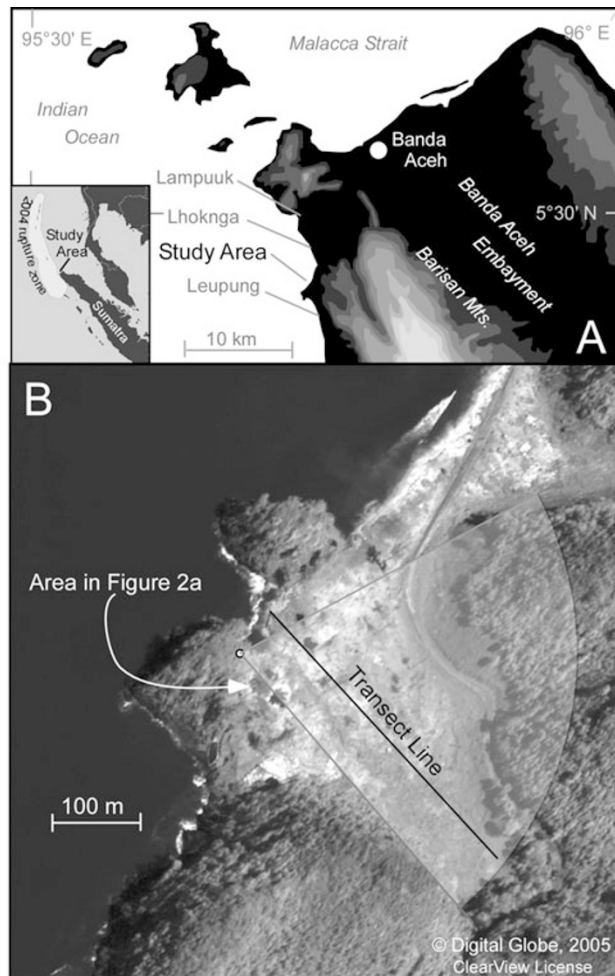 95°30' E
Malacca Strait
96° E
Indian
Ocean
Banda
Aceh
Lampuuk
Lhoknga
Study Area
Leupung
Banda Aceh
Embayment
5°30' N
Barisan Mts.
2004 rupture zone
Study
Area
Sumatra
10 km
A
B
Area in Figure 2a
Transect Line
100 m
© Digital Globe, 2005
ClearView License